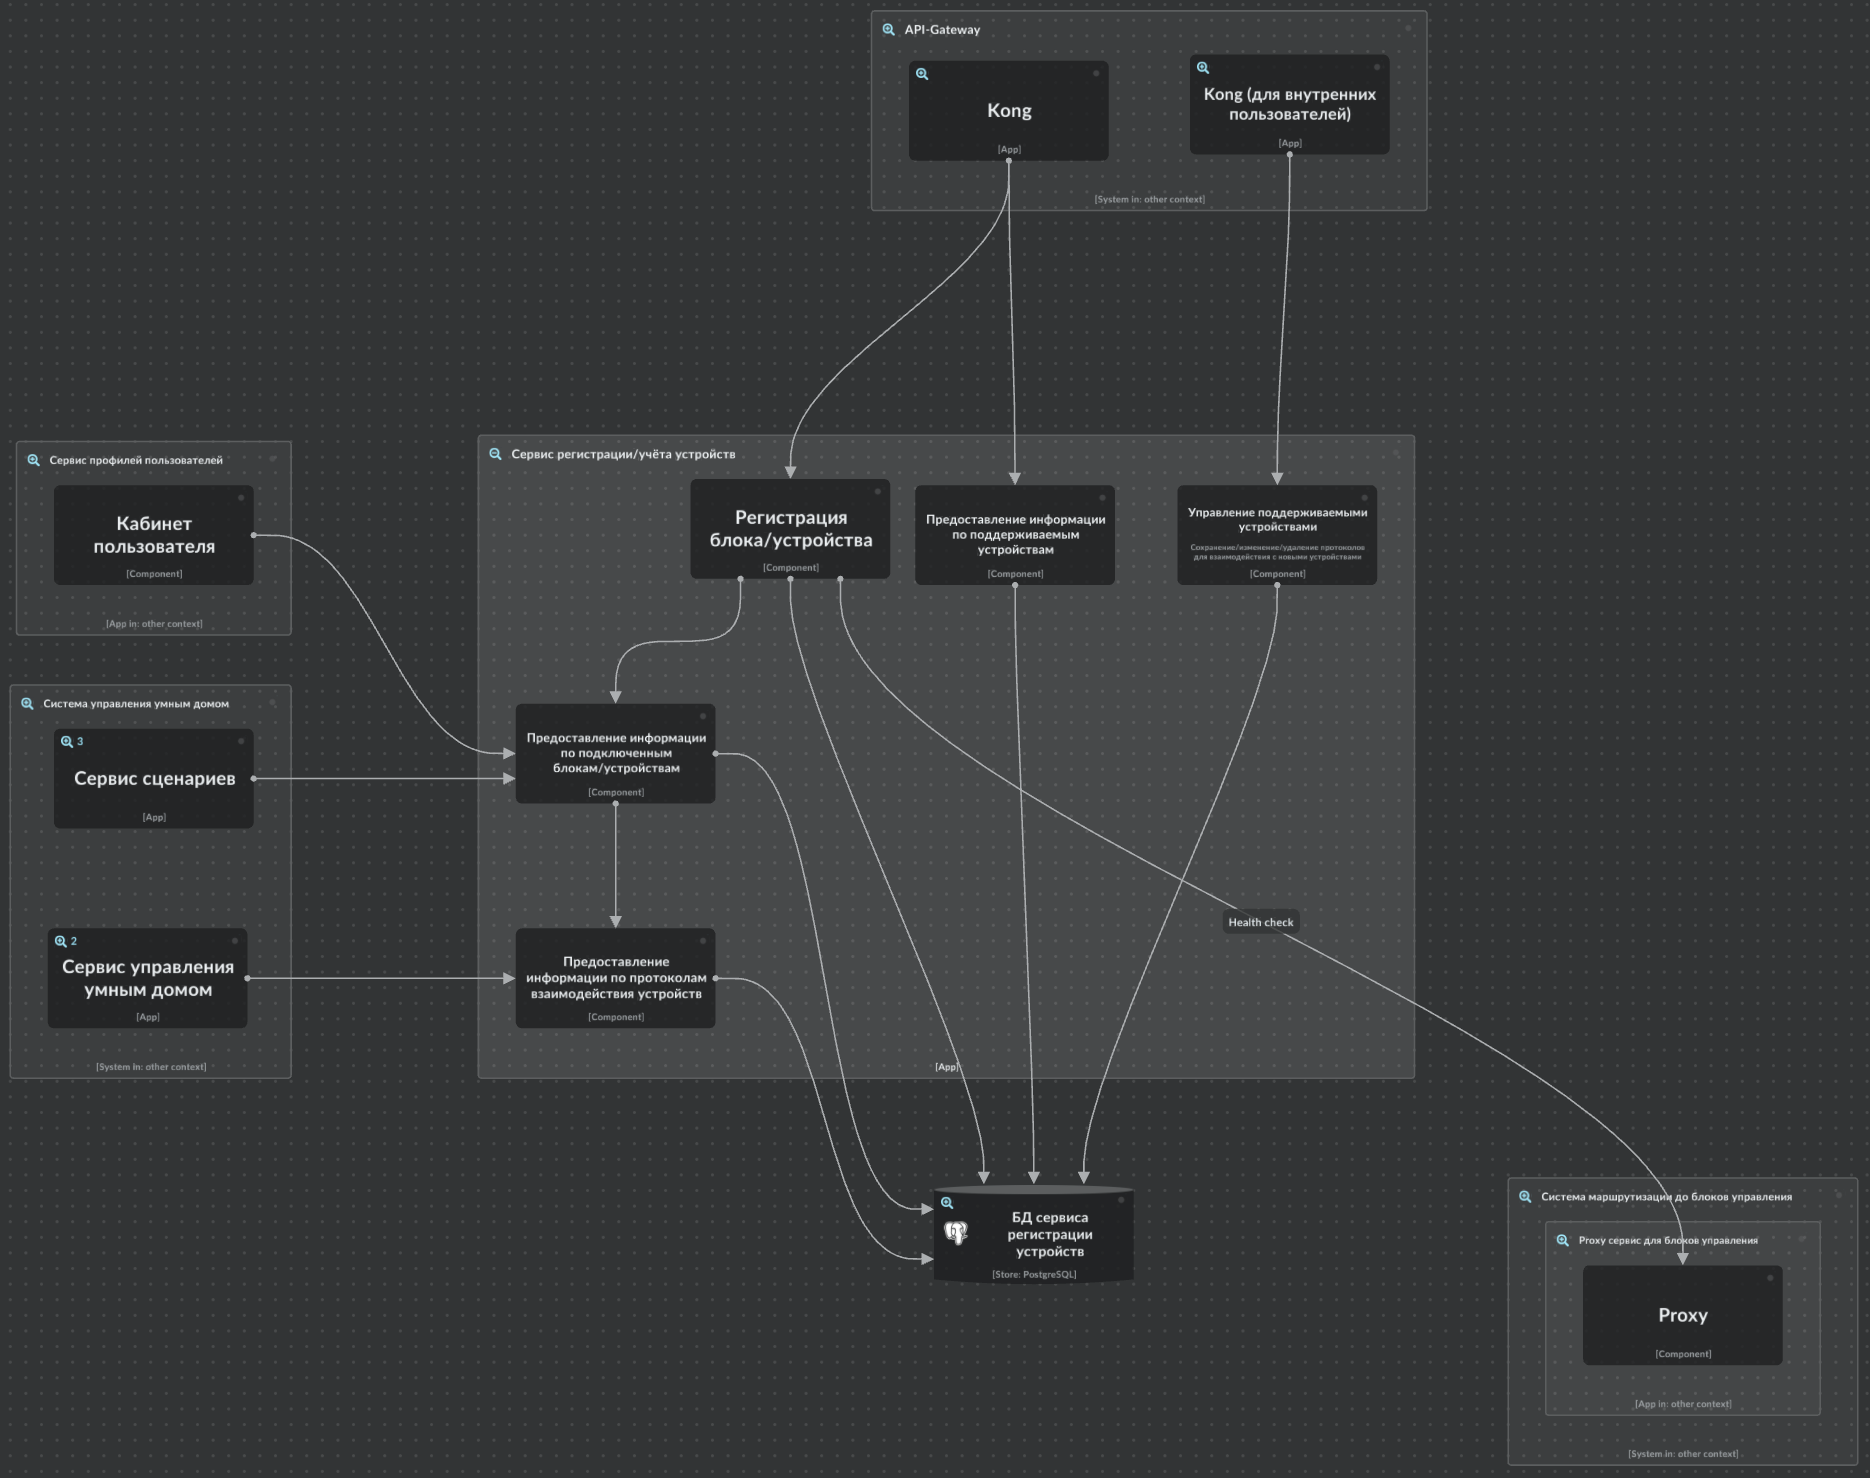 API-Gateway
Kong
[App]
Kong (для внутренних
пользователей)
[App]
[System in: other context]
Сервис профилей пользователей
Кабинет
пользователя
[Component]
[App in: other context]
Система управления умным домом
3
Сервис сценариев
[App]
2
Сервис управления
умным домом
[App]
[System in: other context]
Сервис регистрации/учёта устройств
Регистрация
блока/устройства
[Component]
Предоставление информации
по поддерживаемым
устройствам
[Component]
Управление поддерживаемыми
устройствами
Сохранение/изменение/удаление протоколов
для взаимодействия с новыми устройствами
[Component]
Предоставление информации
по подключенным
блокам/устройствам
[Component]
Предоставление
информации по протоколам
взаимодействия устройств
[Component]
Health check
[App]
БД сервиса
регистрации
устройств
[Store: PostgreSQL]
Система маршрутизации до блоков управления
Proxy сервис для блоков управления
Proxy
[Component]
[App in: other context]
[System in: other context]